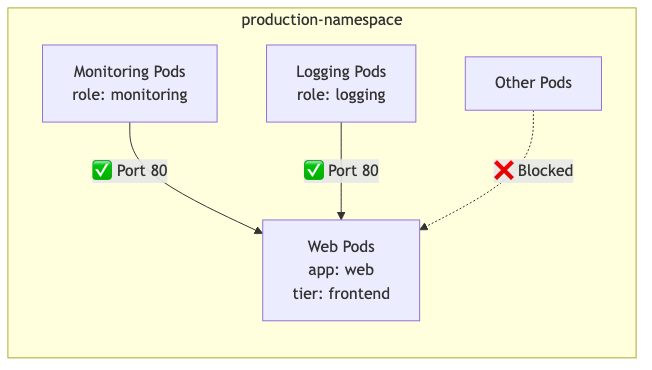 production-namespace
Monitoring Pods
role: monitoring
Logging Pods
role: logging
Other Pods
✅ Port 80
✅ Port 80
❌ Blocked
Web Pods
app: web
tier: frontend